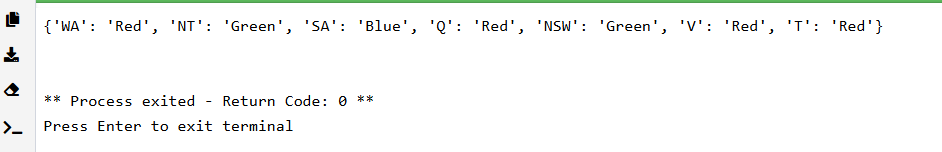 {'WA': 'Red', 'NT': 'Green', 'SA': 'Blue', 'Q': 'Red', 'NSW': 'Green', 'V': 'Red', 'T': 'Red'}
** Process exited - Return Code: 0 **
Press Enter to exit terminal